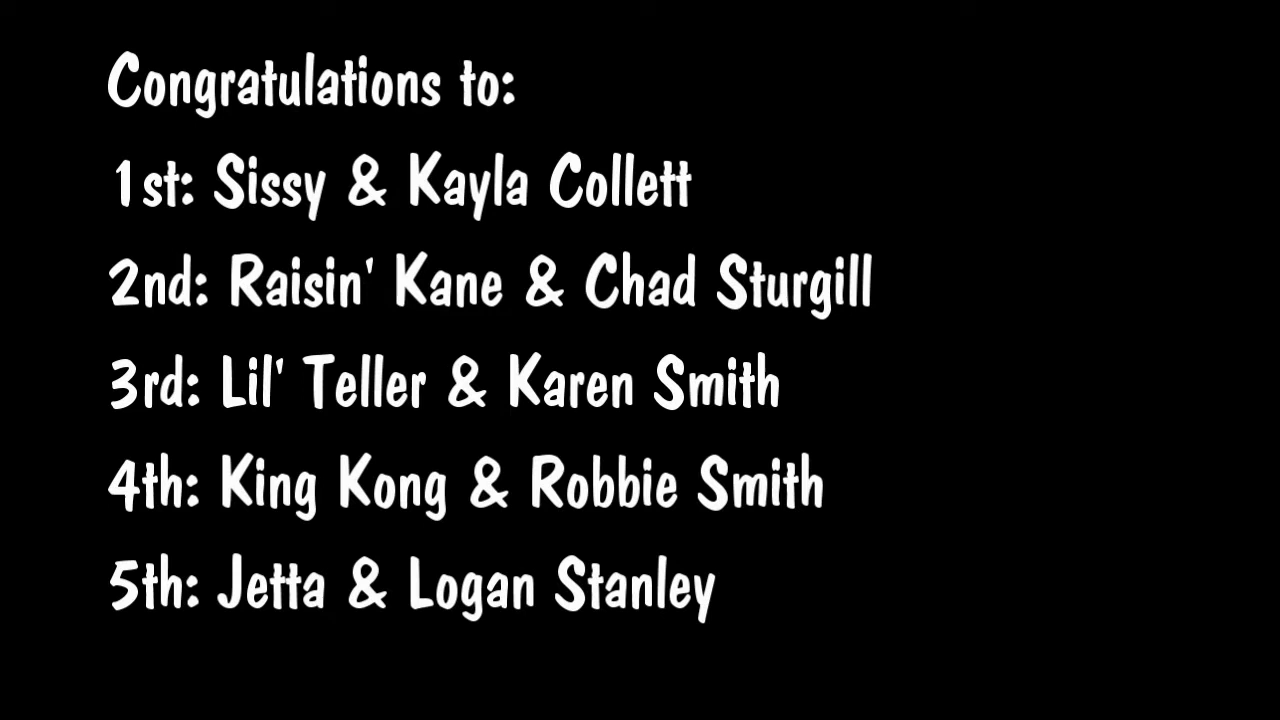 Congratulations to:
1st: Sissy & Kayla Collett
2nd: Raisin' Kane & Chad Sturgill
3rd: Lil' Teller & Karen Smith
4th: King Kong & Robbie Smith
5th: Jetta & Logan Stanley